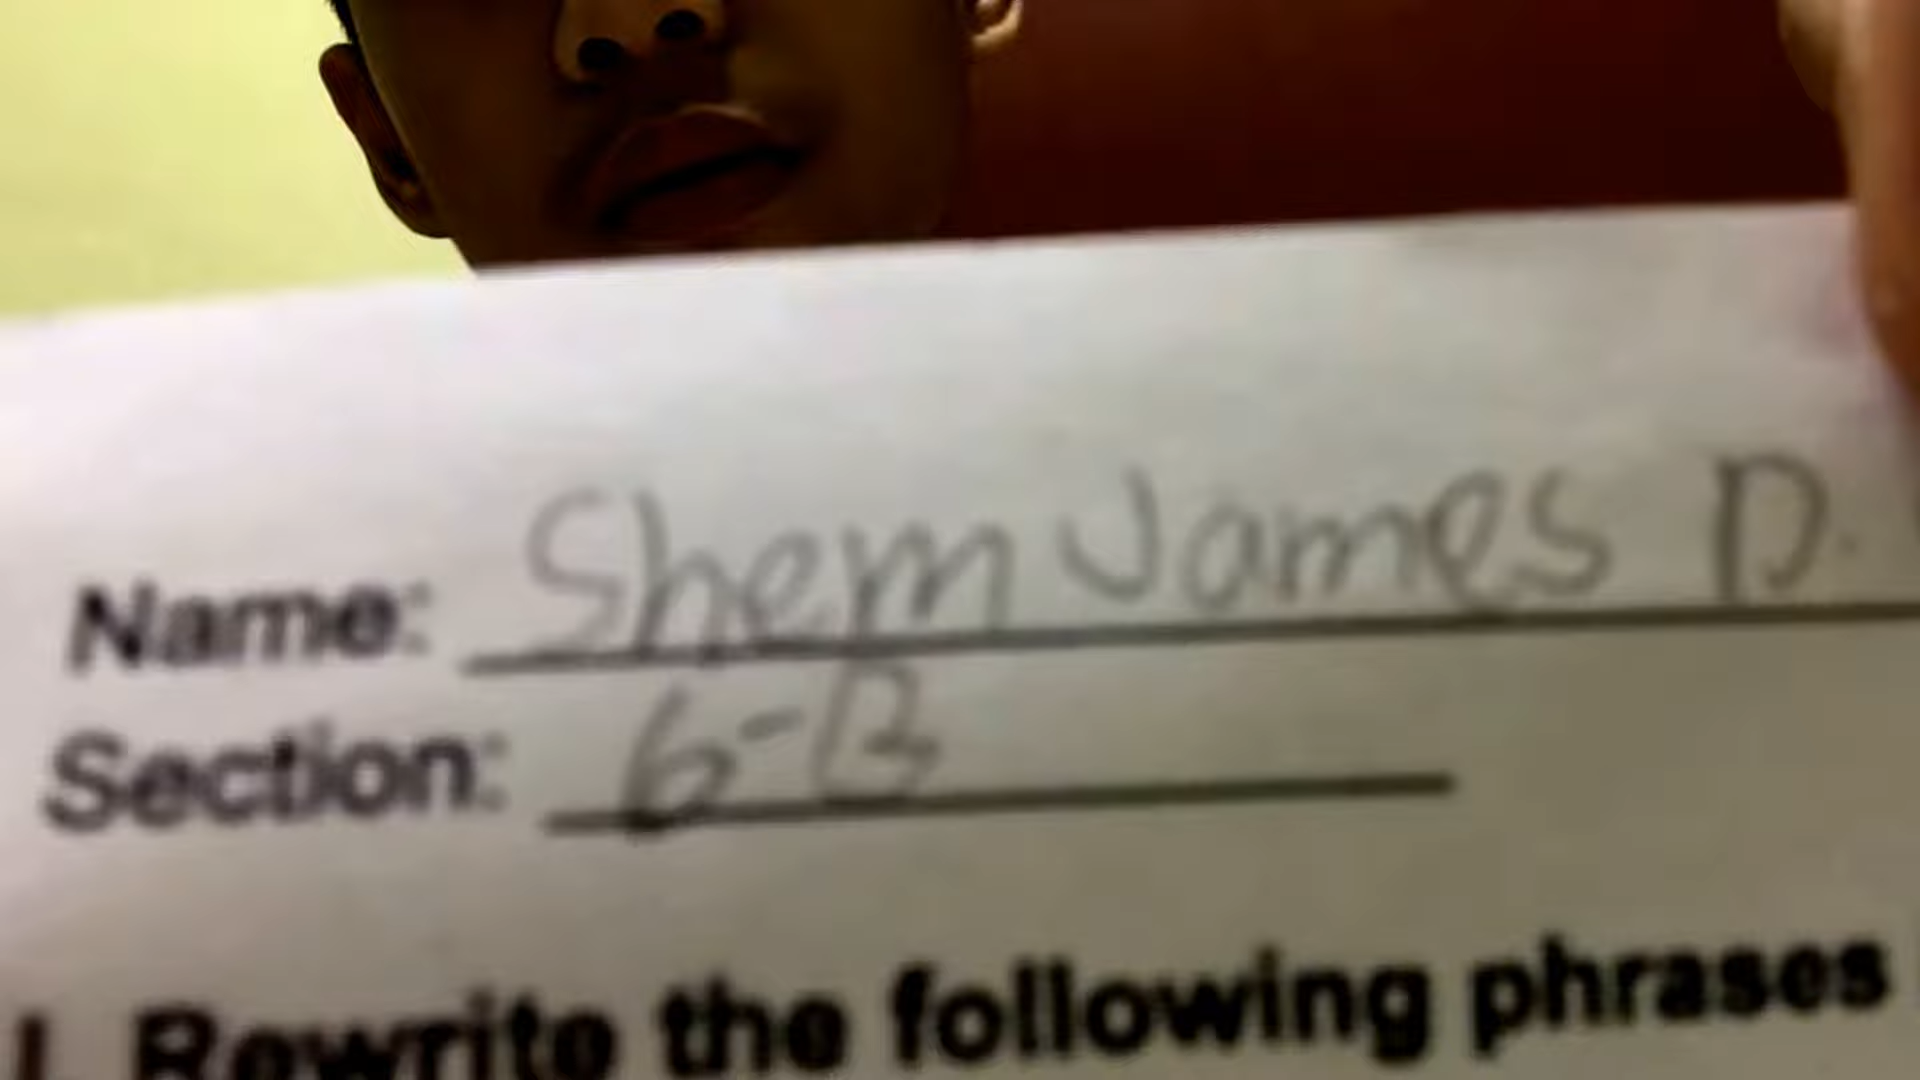 Name: Shem James D.
Section: 6-B
I. Rewrite the following phrases